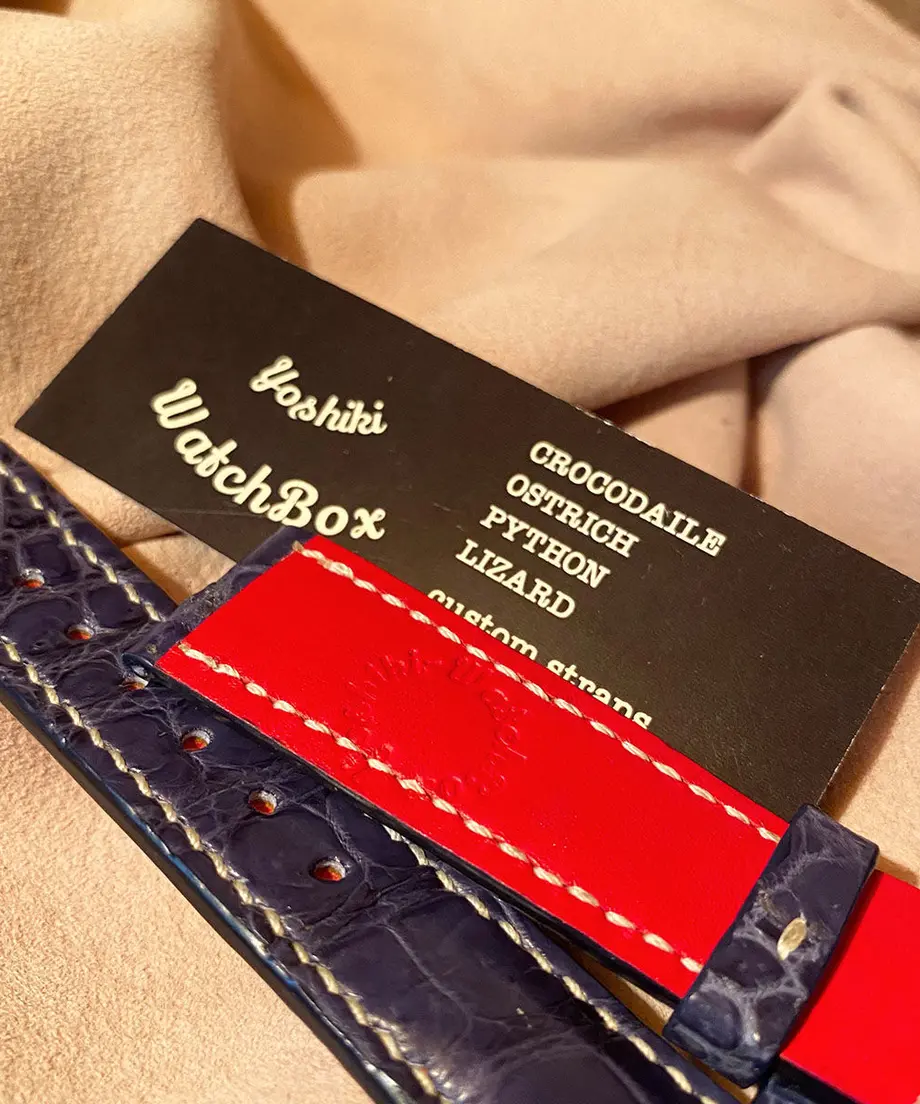 Yoshiki
WatchBox
CROCODAILE
OSTRICH
PYTHON
LIZARD
custom straps